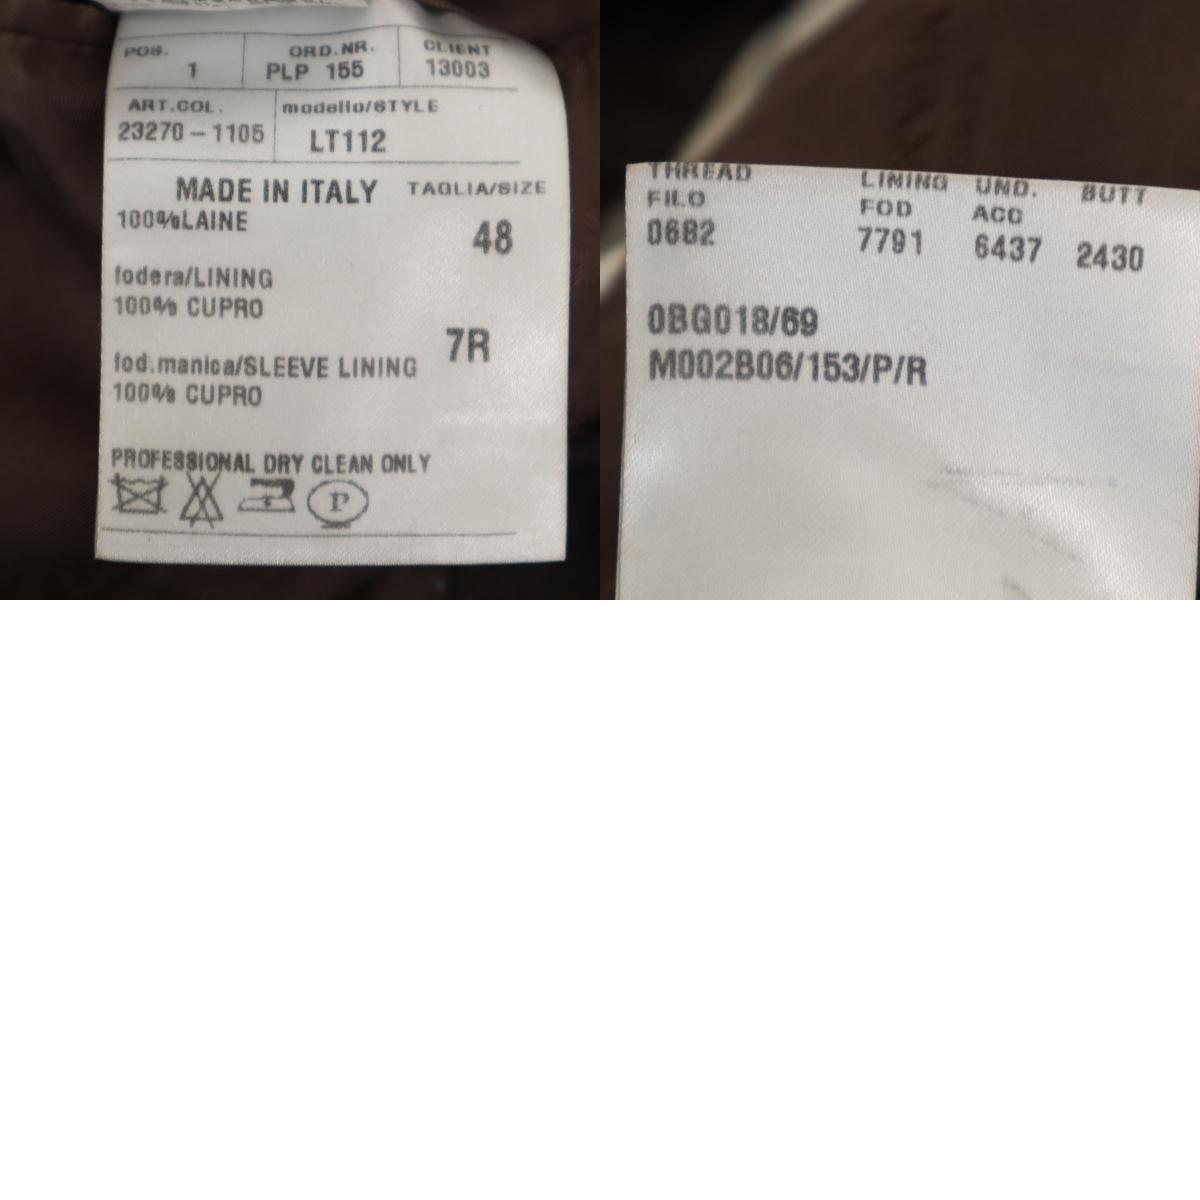 POS. ORD.NR. CLIENT
1 PLP 155 13003
ART.COL. modello/STYLE
23270-1105 LT112
MADE IN ITALY TAGLIA/SIZE
100%LAINE 48
fodera/LINING
100% CUPRO
7R
fod.manica/SLEEVE LINING
100% CUPRO
PROFESSIONAL DRY CLEAN ONLY
P
THREAD LINING UND. BUTT
FILO FOD ACC
0682 7791 6437 2430
0BG018/69
M002B06/153/P/R